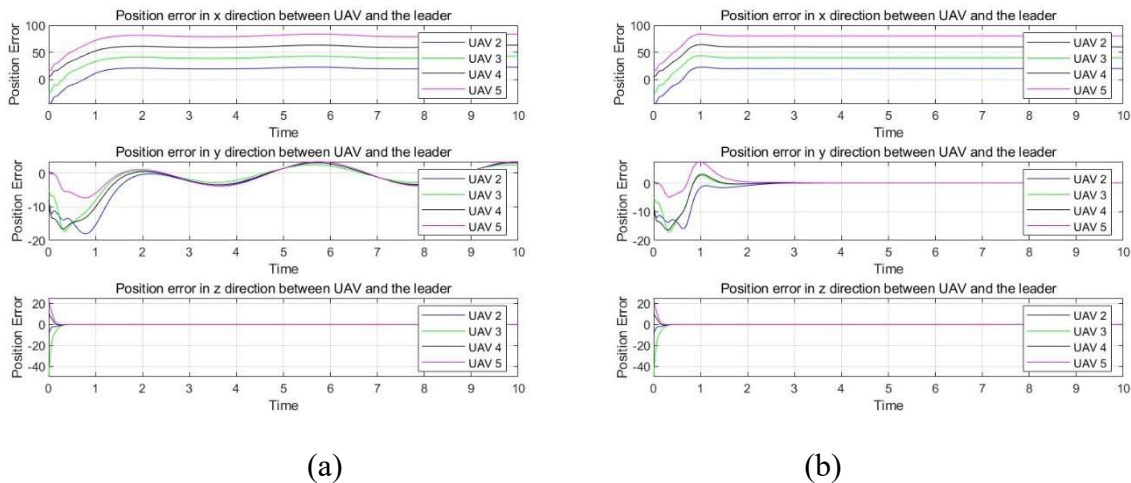 Position error in x direction between UAV and the leader
Position Error
100
50
0
UAV 2
UAV 3
UAV 4
UAV 5
0 1 2 3 4 5 6 7 8 9 10
Time
Position error in y direction between UAV and the leader
Position Error
0
-10
-20
UAV 2
UAV 3
UAV 4
UAV 5
0 1 2 3 4 5 6 7 8 9 10
Time
Position error in z direction between UAV and the leader
Position Error
20
0
-20
-40
UAV 2
UAV 3
UAV 4
UAV 5
0 1 2 3 4 5 6 7 8 9 10
Time
(a)
Position error in x direction between UAV and the leader
Position Error
100
50
0
UAV 2
UAV 3
UAV 4
UAV 5
0 1 2 3 4 5 6 7 8 9 10
Time
Position error in y direction between UAV and the leader
Position Error
0
-10
-20
UAV 2
UAV 3
UAV 4
UAV 5
0 1 2 3 4 5 6 7 8 9 10
Time
Position error in z direction between UAV and the leader
Position Error
20
0
-20
-40
UAV 2
UAV 3
UAV 4
UAV 5
0 1 2 3 4 5 6 7 8 9 10
Time
(b)